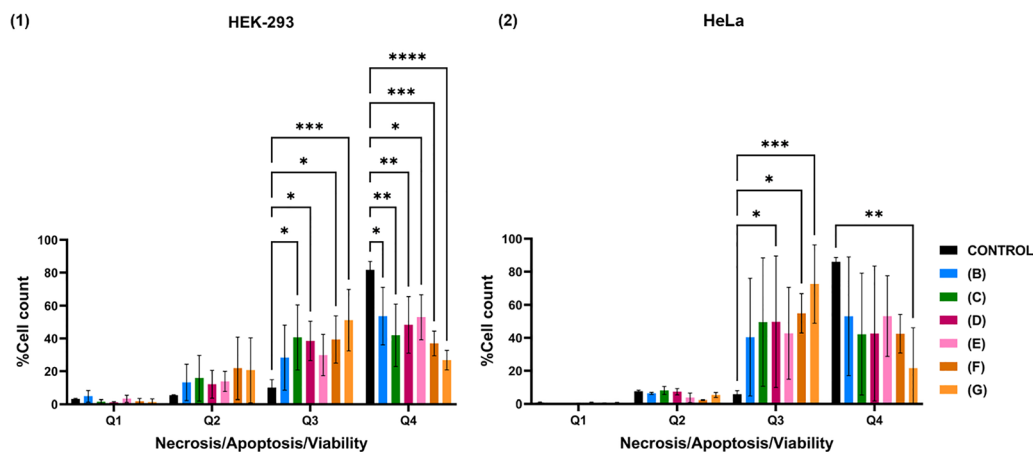 (1)
HEK-293
(2)
HeLa
****
***
*
**
**
*
***
*
*
*
***
*
*
**
%Cell count
100
80
60
40
20
0
Q1
Q2
Q3
Q4
Necrosis/Apoptosis/Viability
%Cell count
100
80
60
40
20
0
Q1
Q2
Q3
Q4
Necrosis/Apoptosis/Viability
CONTROL
(B)
(C)
(D)
(E)
(F)
(G)